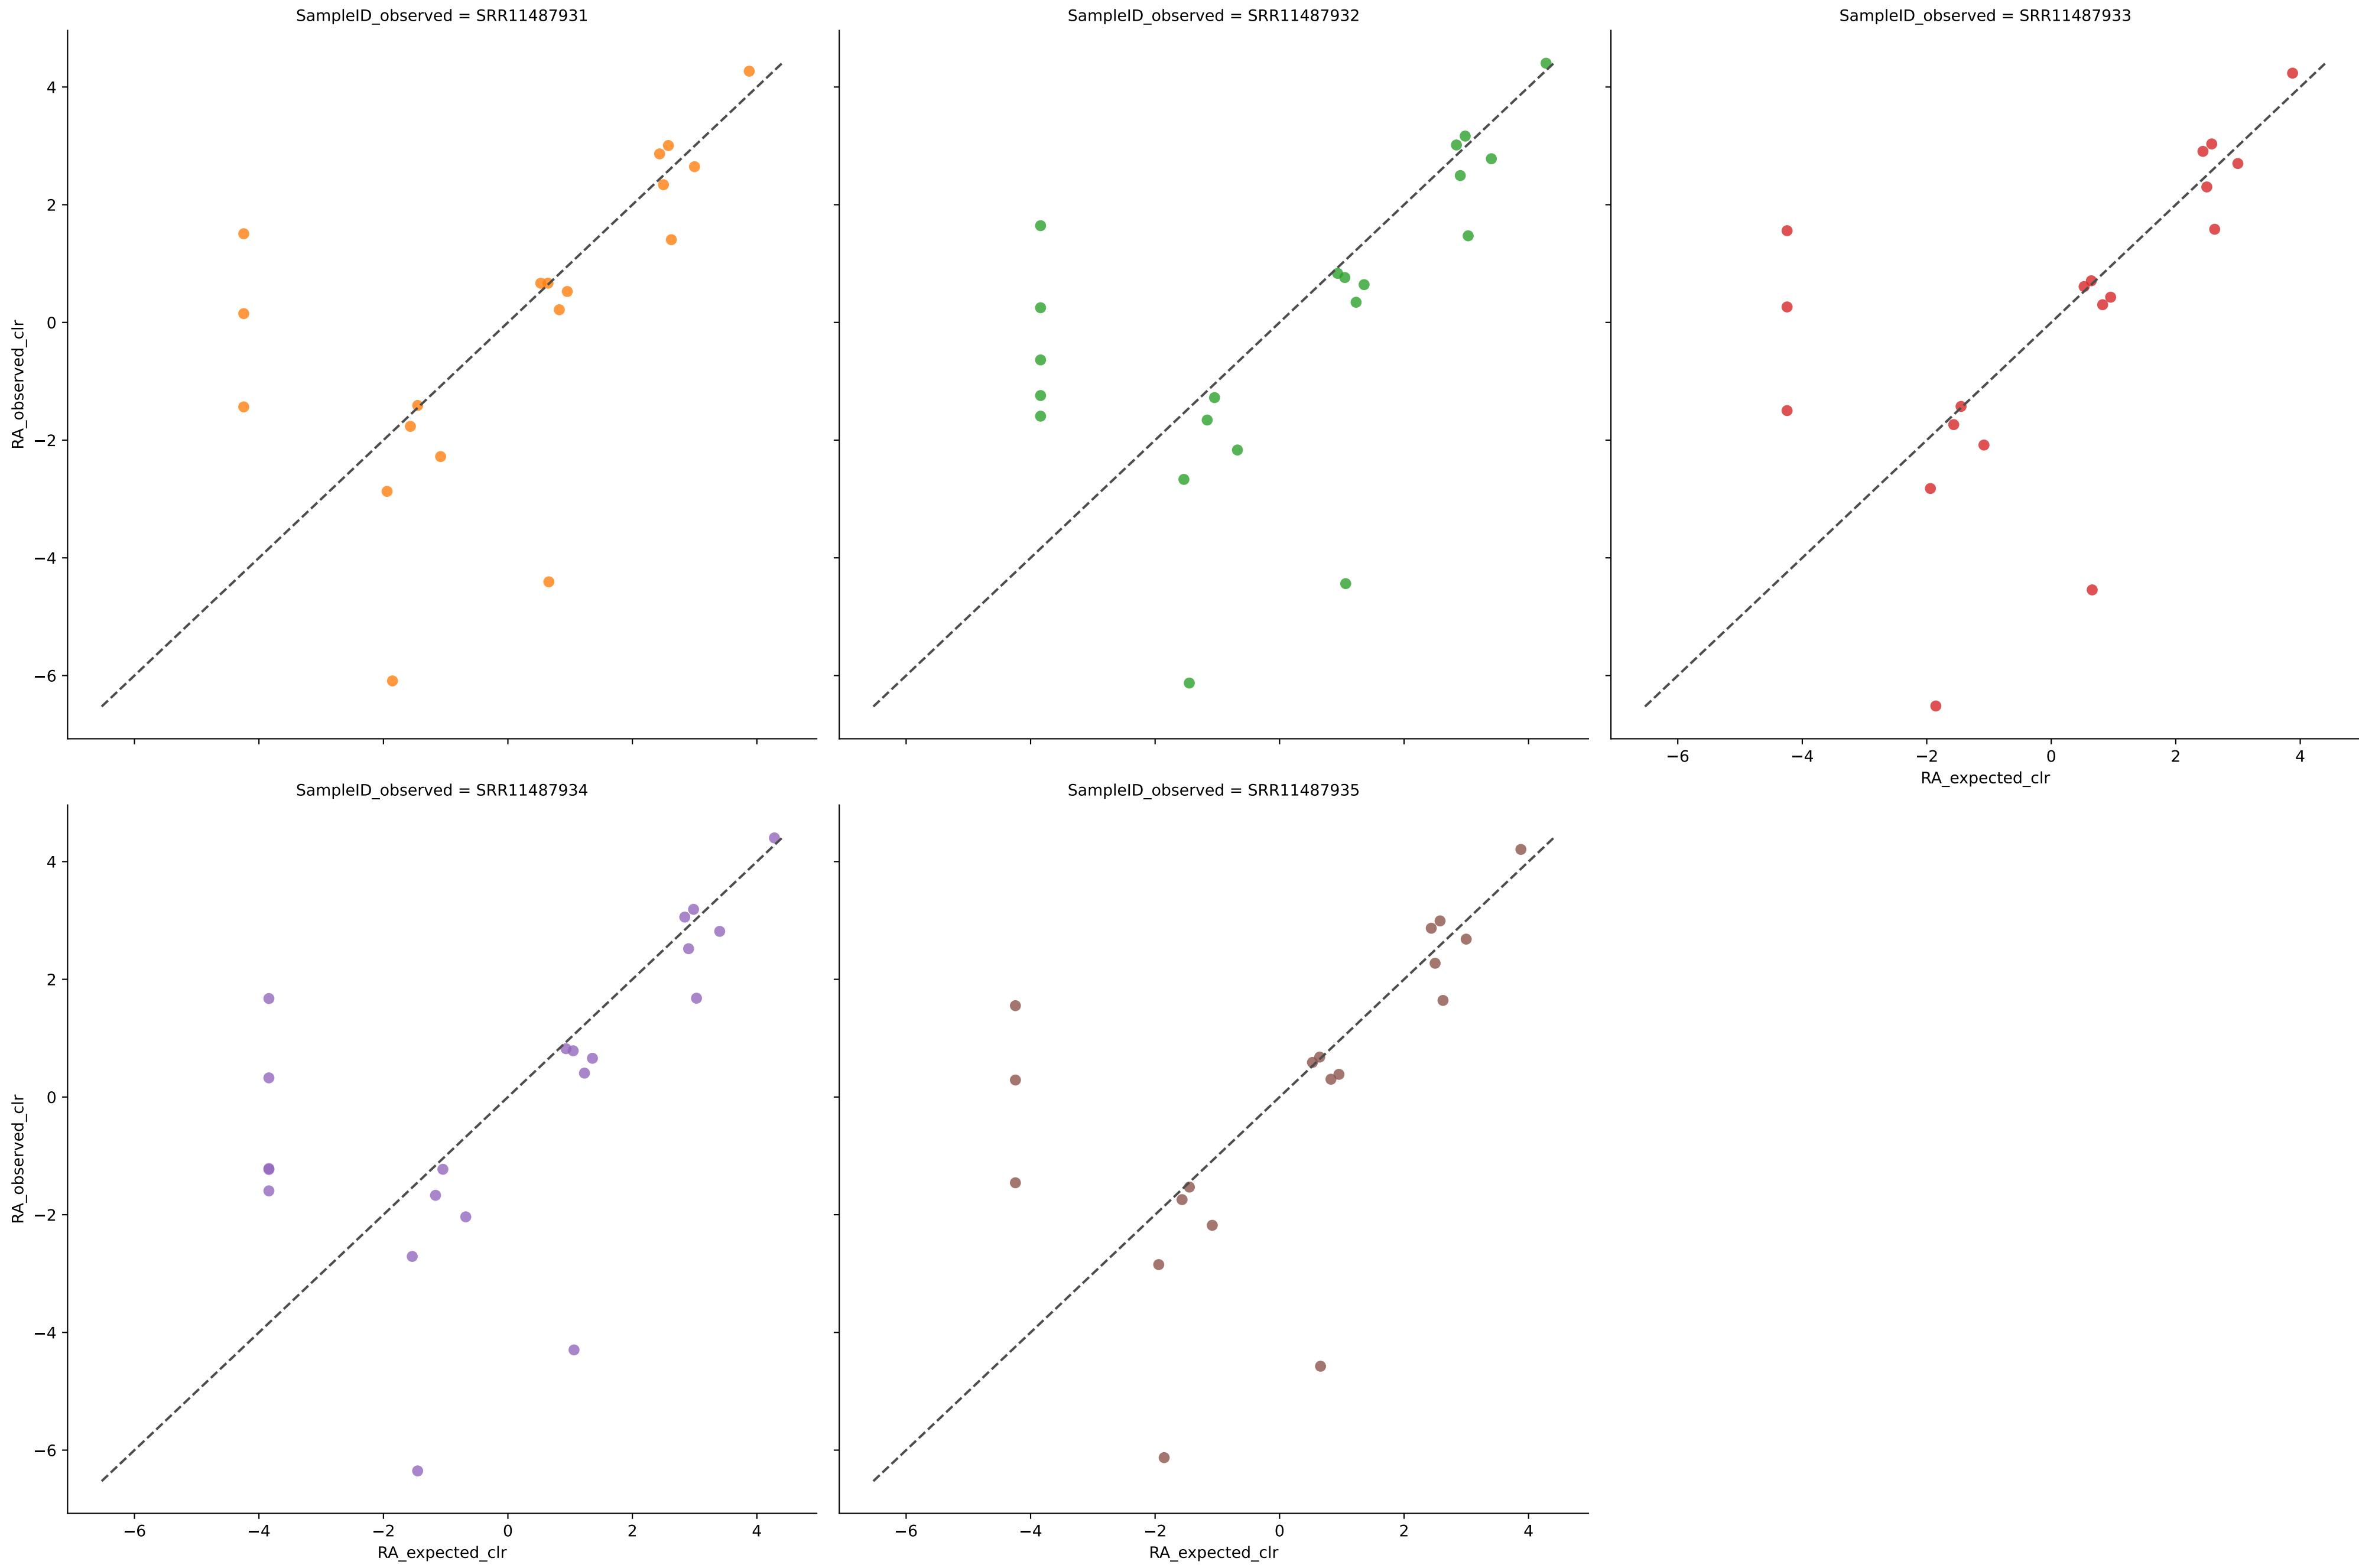 SampleID_observed = SRR11487931
SampleID_observed = SRR11487932
SampleID_observed = SRR11487933
4
2
0
−2
−4
−6
RA_observed_clr
−6 −4 −2 0 2 4
RA_expected_clr
SampleID_observed = SRR11487934
SampleID_observed = SRR11487935
4
2
0
−2
−4
−6
RA_observed_clr
−6 −4 −2 0 2 4
RA_expected_clr
−6 −4 −2 0 2 4
RA_expected_clr